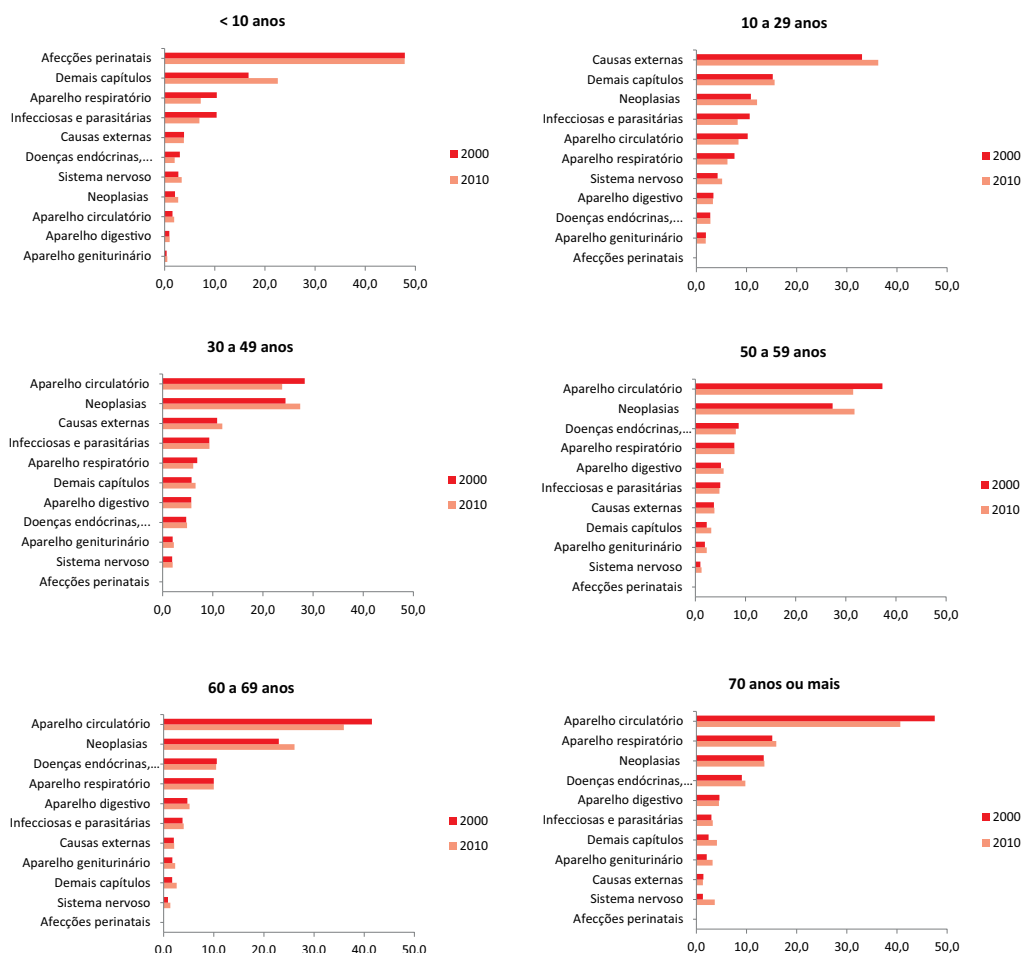 < 10 anos
Afecções perinatais
Demais capítulos
Aparelho respiratório
Infecciosas e parasitárias
Causas externas
Doenças endócrinas,...
Sistema nervoso
Neoplasias
Aparelho circulatório
Aparelho digestivo
Aparelho geniturinário
0,0 10,0 20,0 30,0 40,0 50,0
2000
2010
10 a 29 anos
Causas externas
Demais capítulos
Neoplasias
Infecciosas e parasitárias
Aparelho circulatório
Aparelho respiratório
Sistema nervoso
Aparelho digestivo
Doenças endócrinas,...
Aparelho geniturinário
Afecções perinatais
0,0 10,0 20,0 30,0 40,0 50,0
2000
2010
30 a 49 anos
Aparelho circulatório
Neoplasias
Causas externas
Infecciosas e parasitárias
Aparelho respiratório
Demais capítulos
Aparelho digestivo
Doenças endócrinas,...
Aparelho geniturinário
Sistema nervoso
Afecções perinatais
0,0 10,0 20,0 30,0 40,0 50,0
2000
2010
50 a 59 anos
Aparelho circulatório
Neoplasias
Doenças endócrinas,...
Aparelho respiratório
Aparelho digestivo
Infecciosas e parasitárias
Causas externas
Demais capítulos
Aparelho geniturinário
Sistema nervoso
Afecções perinatais
0,0 10,0 20,0 30,0 40,0 50,0
2000
2010
60 a 69 anos
Aparelho circulatório
Neoplasias
Doenças endócrinas,...
Aparelho respiratório
Aparelho digestivo
Infecciosas e parasitárias
Causas externas
Aparelho geniturinário
Demais capítulos
Sistema nervoso
Afecções perinatais
0,0 10,0 20,0 30,0 40,0 50,0
2000
2010
70 anos ou mais
Aparelho circulatório
Aparelho respiratório
Neoplasias
Doenças endócrinas,...
Aparelho digestivo
Infecciosas e parasitárias
Demais capítulos
Aparelho geniturinário
Causas externas
Sistema nervoso
Afecções perinatais
0,0 10,0 20,0 30,0 40,0 50,0
2000
2010